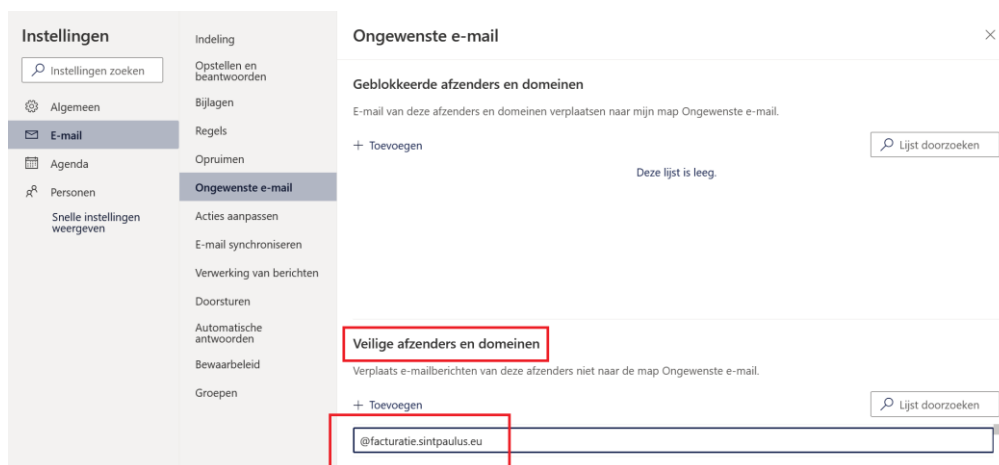 Instellingen
Instellingen zoeken
Algemeen
E-mail
Agenda
Personen
Snelle instellingen
weergeven
Indeling
Opstellen en
beantwoorden
Bijlagen
Regels
Opruimen
Ongewenste e-mail
Acties aanpassen
E-mail synchroniseren
Verwerking van berichten
Doorsturen
Automatische
antwoorden
Bewaarbeleid
Groepen
Ongewenste e-mail
Geblokkeerde afzenders en domeinen
E-mail van deze afzenders en domeinen verplaatsen naar mijn map Ongewenste e-mail.
Toevoegen
Lijst doorzoeken
Deze lijst is leeg.
Veilige afzenders en domeinen
Verplaats e-mailberichten van deze afzenders niet naar de map Ongewenste e-mail.
Toevoegen
Lijst doorzoeken
@facturatie.sintpaulus.eu